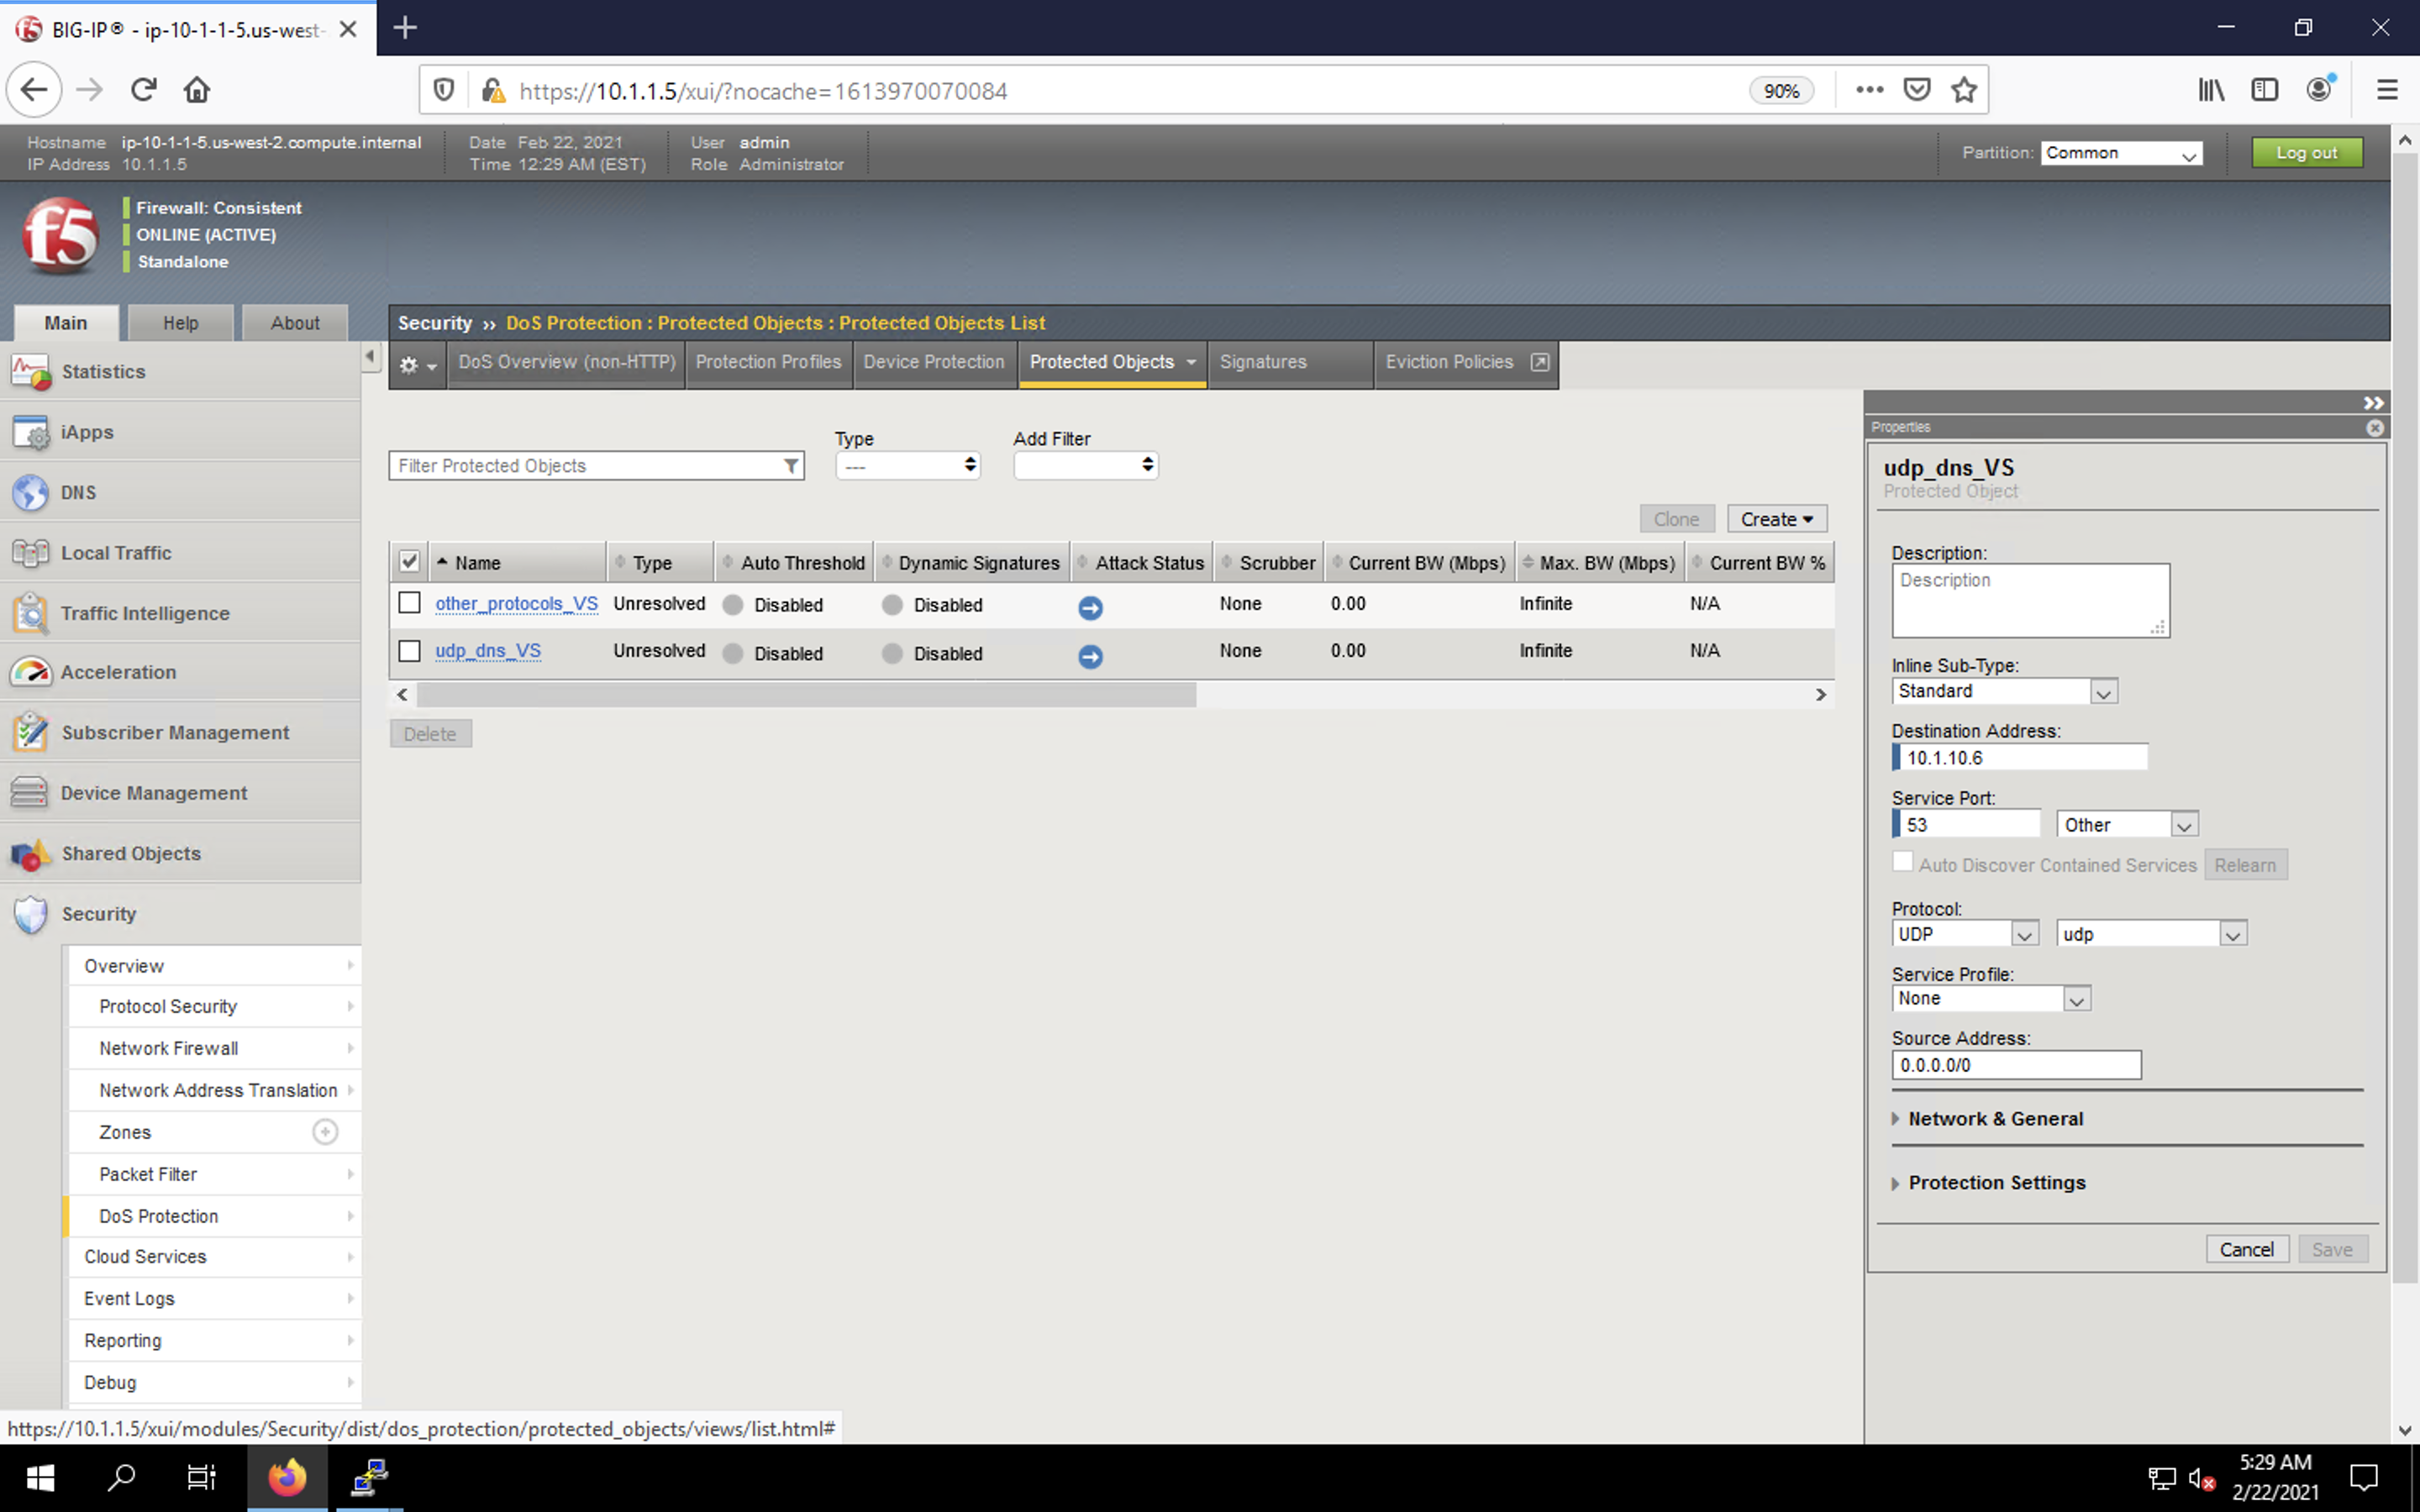 BIG-IP® - ip-10-1-1-5.us-west-
https://10.1.1.5/xui/?nocache=1613970070084
90%
Hostname ip-10-1-1-5.us-west-2.compute.internal
IP Address 10.1.1.5
Date Feb 22, 2021
Time 12:29 AM (EST)
User admin
Role Administrator
Partition: Common
Log out
f5
Firewall: Consistent
ONLINE (ACTIVE)
Standalone
Main Help About
Security ›› DoS Protection : Protected Objects : Protected Objects List
DoS Overview (non-HTTP) Protection Profiles Device Protection Protected Objects Signatures Eviction Policies
Statistics
iApps
DNS
Local Traffic
Traffic Intelligence
Acceleration
Subscriber Management
Device Management
Shared Objects
Security
Overview
Protocol Security
Network Firewall
Network Address Translation
Zones
Packet Filter
DoS Protection
Cloud Services
Event Logs
Reporting
Debug
Type
Add Filter
Filter Protected Objects
---
Clone Create
Name Type Auto Threshold Dynamic Signatures Attack Status Scrubber Current BW (Mbps) Max. BW (Mbps) Current BW %
other_protocols_VS Unresolved Disabled Disabled None 0.00 Infinite N/A
udp_dns_VS Unresolved Disabled Disabled None 0.00 Infinite N/A
Delete
Properties
udp_dns_VS
Protected Object
Description:
Description
Inline Sub-Type:
Standard
Destination Address:
10.1.10.6
Service Port:
53 Other
Auto Discover Contained Services Relearn
Protocol:
UDP udp
Service Profile:
None
Source Address:
0.0.0.0/0
Network & General
Protection Settings
Cancel Save
https://10.1.1.5/xui/modules/Security/dist/dos_protection/protected_objects/views/list.html#
5:29 AM
2/22/2021